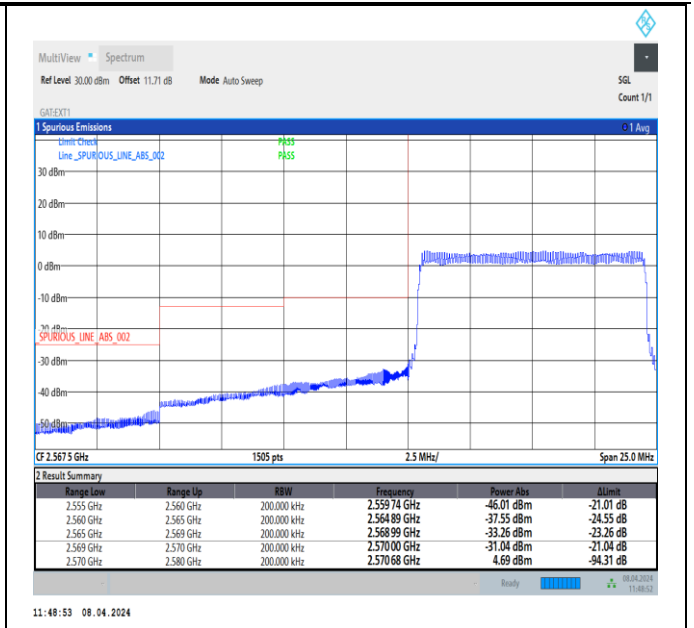 MultiView Spectrum
Ref Level 30.00 dBm Offset 11.71 dB Mode Auto Sweep SGL
Count 1/1
GAT:EXT1
1 Spurious Emissions 1 Avg
Limit Check PASS
Line _SPURIOUS_LINE_ABS_002 PASS
30 dBm
20 dBm
10 dBm
0 dBm
-10 dBm
-20 dBm
_SPURIOUS_LINE_ABS_002
-30 dBm
-40 dBm
-50 dBm
CF 2.567 5 GHz 1505 pts 2.5 MHz/ Span 25.0 MHz
2 Result Summary
Range Low Range Up RBW Frequency Power Abs ΔLimit
2.555 GHz 2.560 GHz 200.000 kHz 2.559 74 GHz -46.01 dBm -21.01 dB
2.560 GHz 2.565 GHz 200.000 kHz 2.564 89 GHz -37.55 dBm -24.55 dB
2.565 GHz 2.569 GHz 200.000 kHz 2.568 99 GHz -33.26 dBm -23.26 dB
2.569 GHz 2.570 GHz 200.000 kHz 2.570 00 GHz -31.04 dBm -21.04 dB
2.570 GHz 2.580 GHz 200.000 kHz 2.570 68 GHz 4.69 dBm -94.31 dB
Ready 08.04.2024
11:48:52
11:48:53 08.04.2024